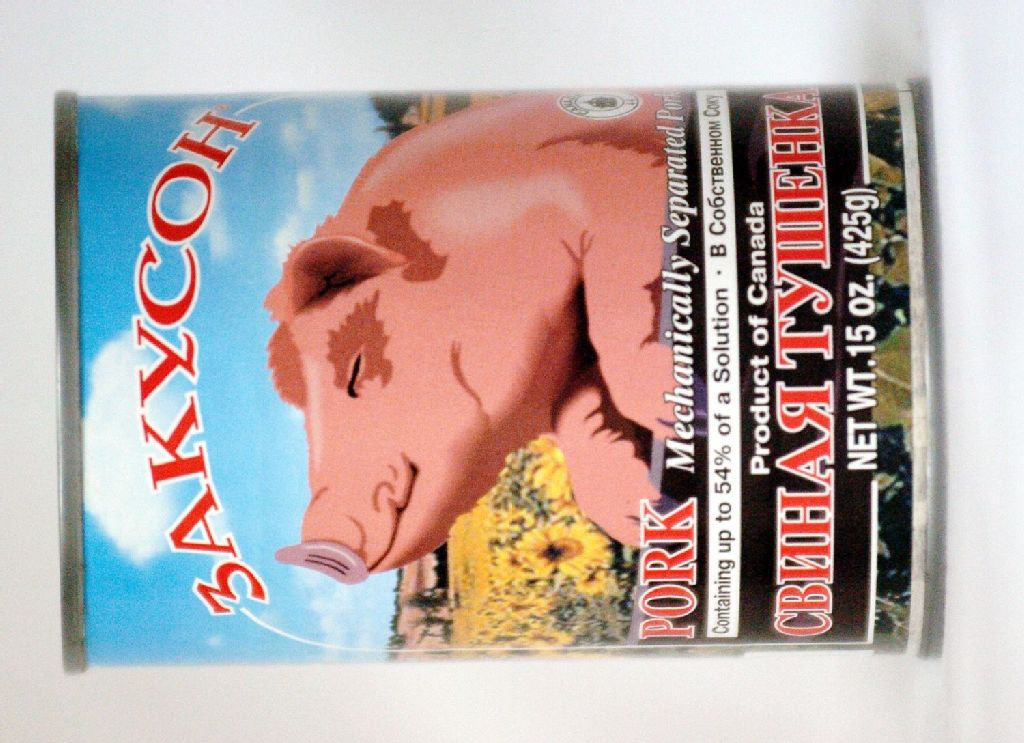 ЗАКУСОН
PORK Mechanically Separated Pork
Containing up to 54% of a Solution · В Собственном Соку
Product of Canada
СВИНАЯ ТУШЕНКА
NET WT.15 oz. (425g)